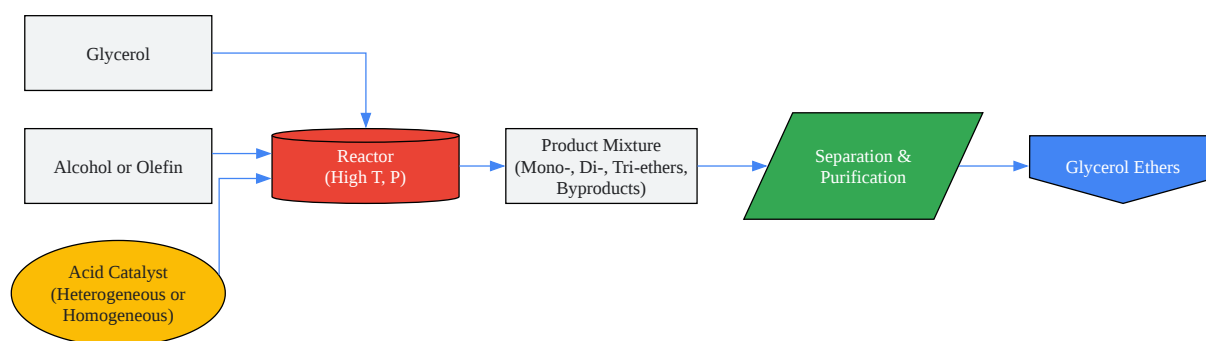 Glycerol
Alcohol or Olefin
Acid Catalyst
(Heterogeneous or
Homogeneous)
Reactor
(High T, P)
Product Mixture
(Mono-, Di-, Tri-ethers,
Byproducts)
Separation &
Purification
Glycerol Ethers